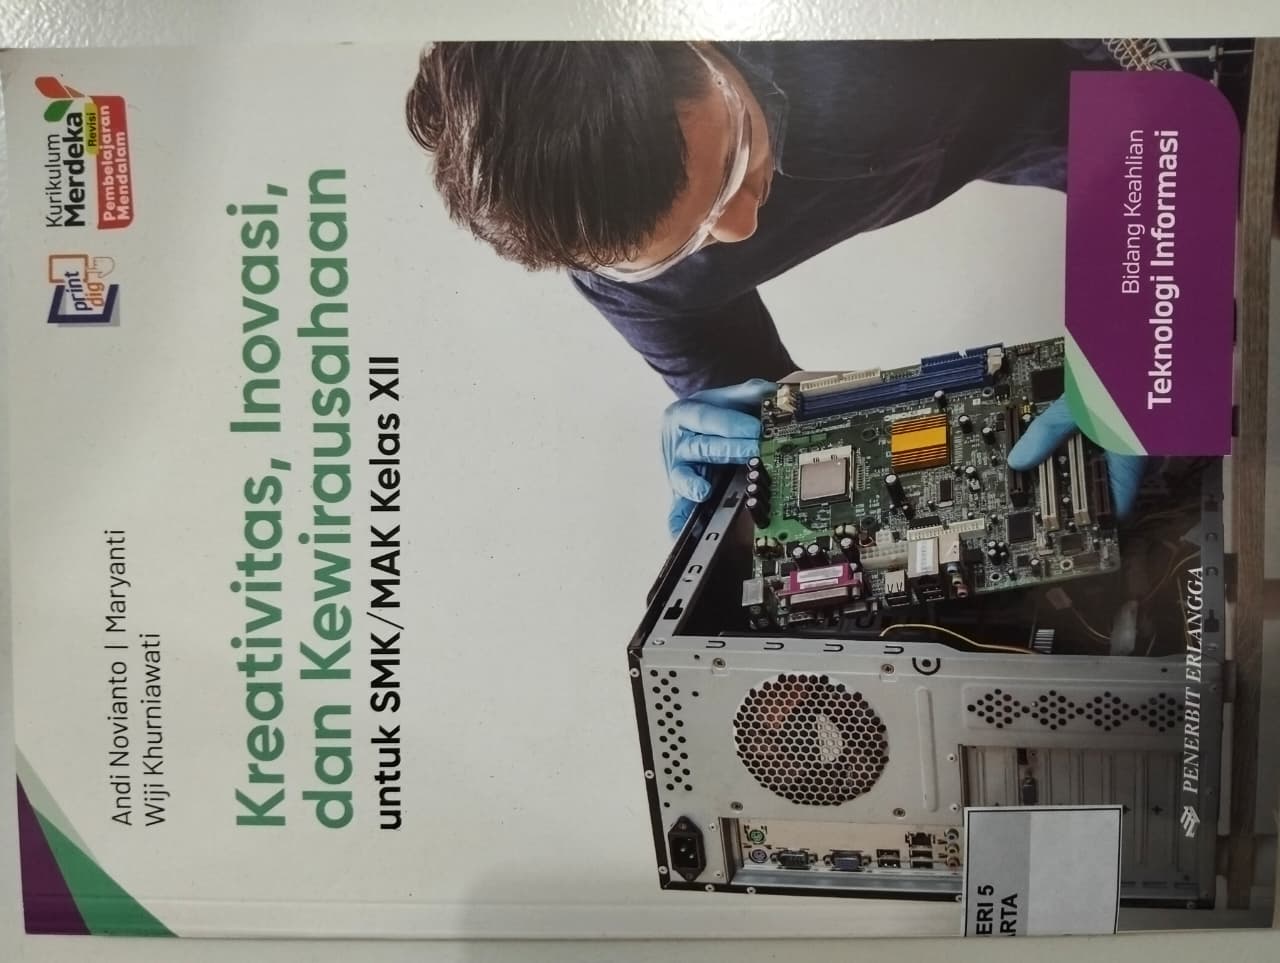 Andi Novianto | Maryanti
Wiji Khurniawati
print
dig
Kurikulum
Merdeka
Revisi
Pembelajaran
Mendalam
Kreativitas, Inovasi,
dan Kewirausahaan
untuk SMK/MAK Kelas XII
ERI 5
ARTA
Bidang Keahlian
Teknologi Informasi
PENERBIT ERLANGGA